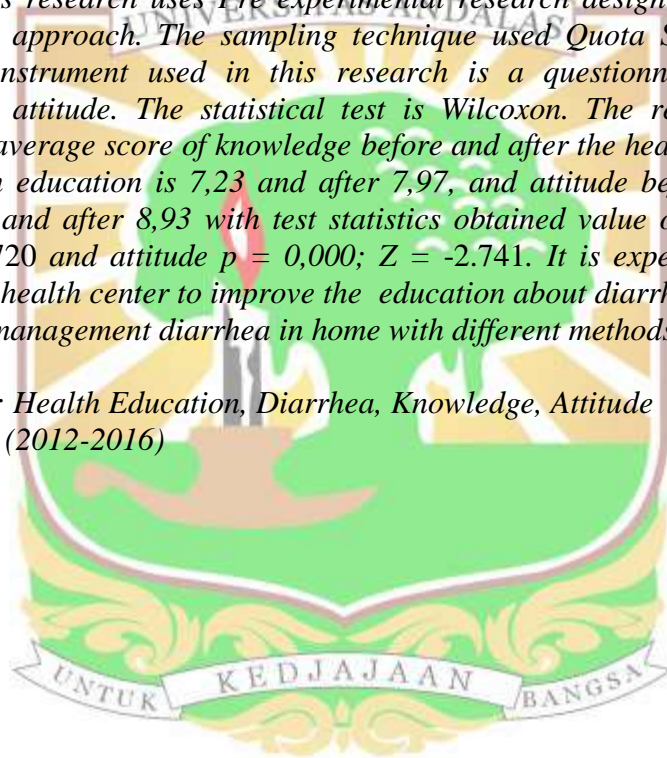 s research uses Pre experimental research design
UNIVERSITAS ANDALAS
approach. The sampling technique used Quota S
nstrument used in this research is a questionn
attitude. The statistical test is Wilcoxon. The re
average score of knowledge before and after the hea
n education is 7,23 and after 7,97, and attitude be
and after 8,93 with test statistics obtained value o
720 and attitude p = 0,000; Z = -2.741. It is expe
health center to improve the education about diarrh
management diarrhea in home with different methods
: Health Education, Diarrhea, Knowledge, Attitude
(2012-2016)
UNTUK KEDJAJAAN BANGSA